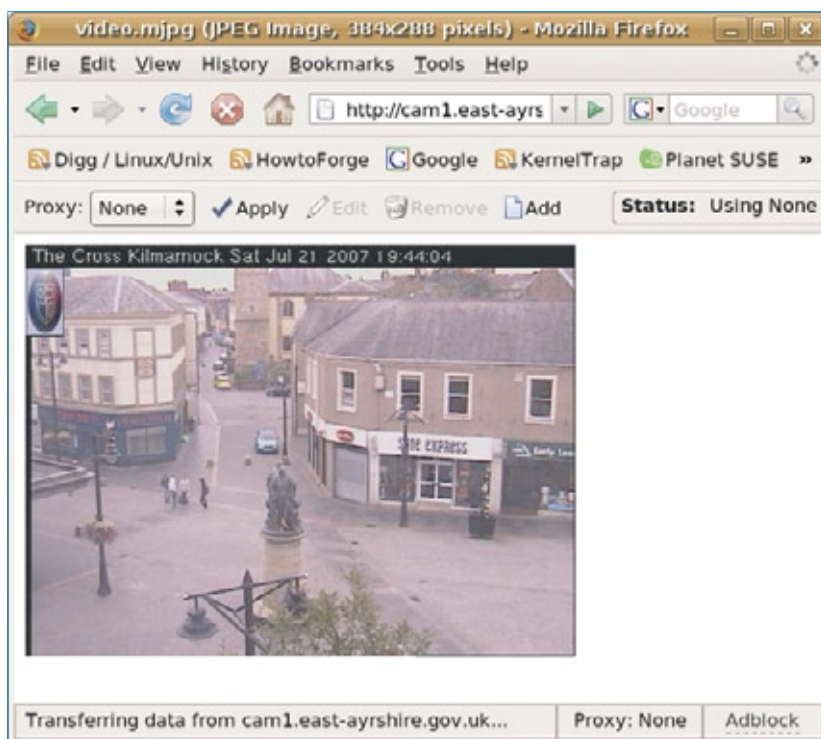 video.mjpg (JPEG Image, 384x288 pixels) - Mozilla Firefox
File Edit View History Bookmarks Tools Help
http://cam1.east-ayrs G Google
Digg / Linux/Unix HowtoForge Google KernelTrap Planet SUSE »
Proxy: None Apply Edit Remove Add Status: Using None
The Cross Kilmarnock Sat Jul 21 2007 19:44:04
EXPRESS
Early
Transferring data from cam1.east-ayrshire.gov.uk... Proxy: None Adblock